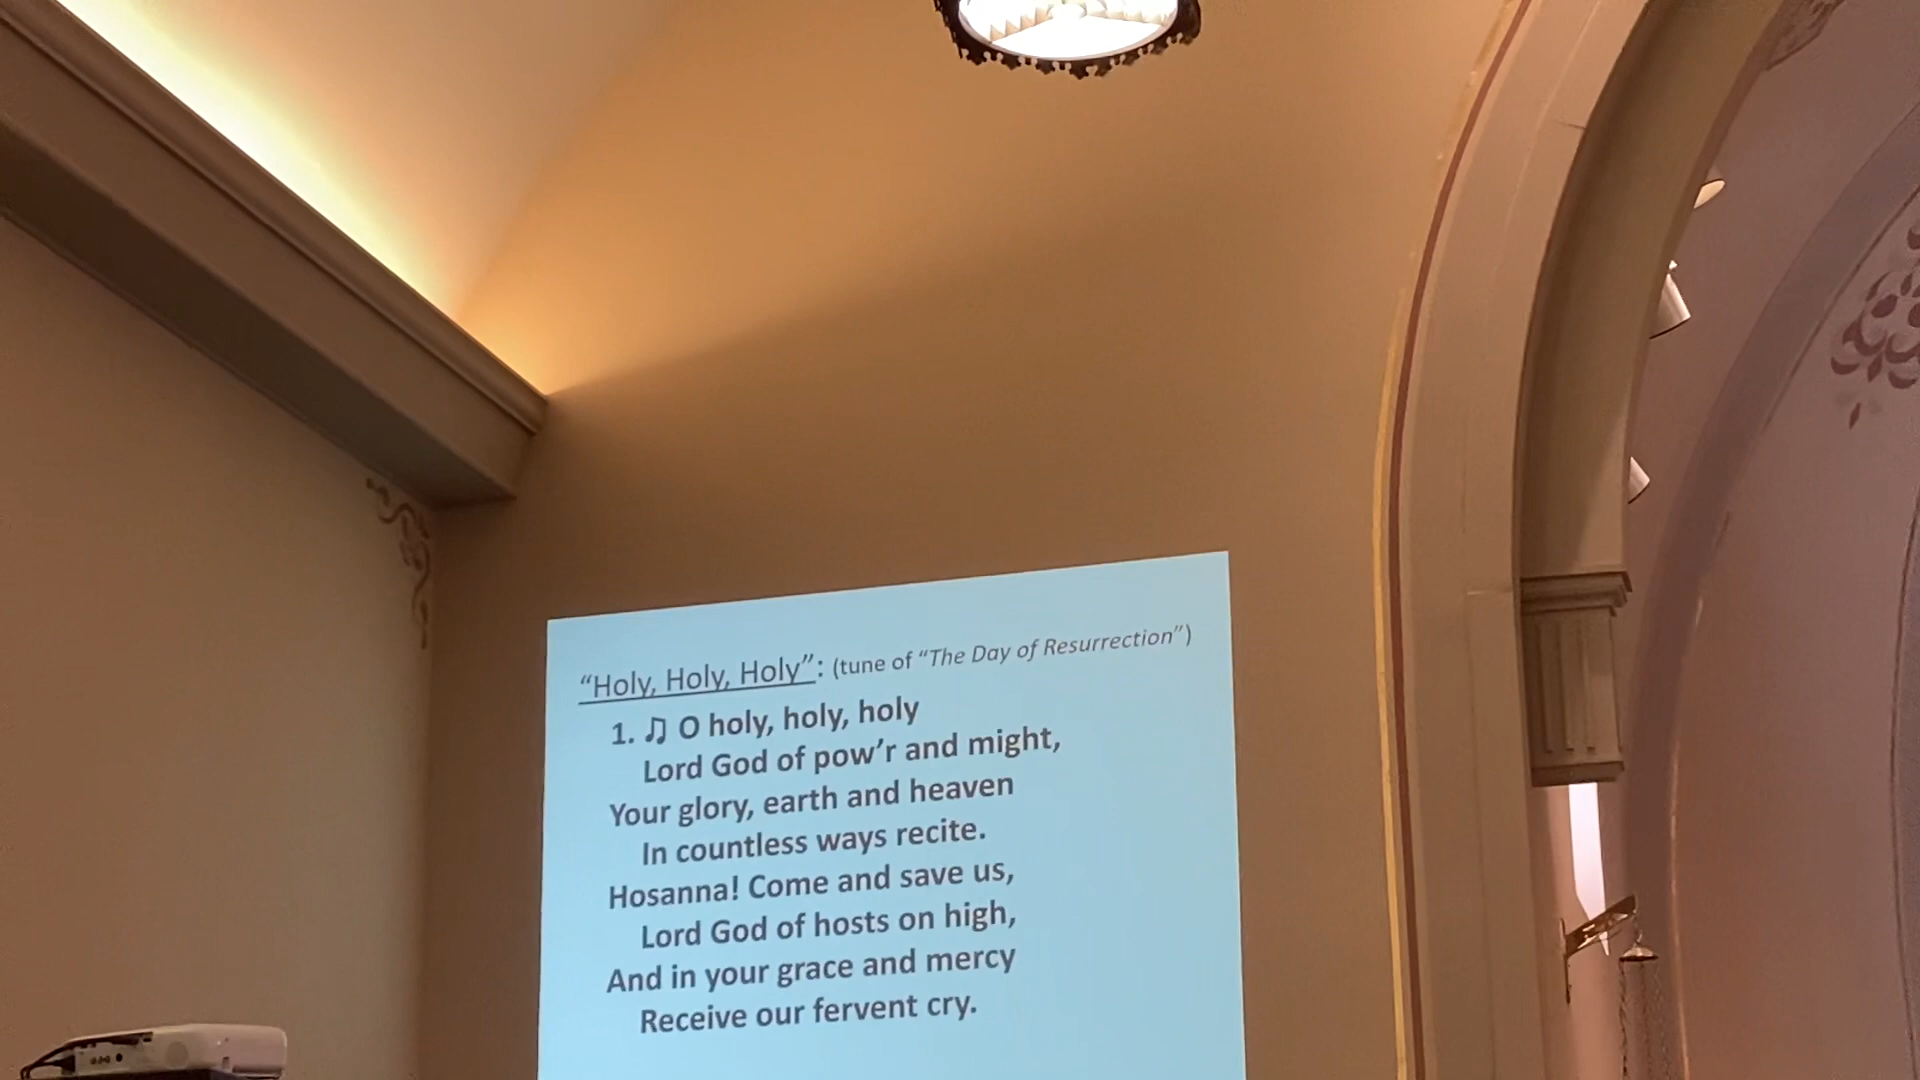 “Holy, Holy, Holy”: (tune of “The Day of Resurrection”)
1. ♫ O holy, holy, holy
Lord God of pow’r and might,
Your glory, earth and heaven
In countless ways recite.
Hosanna! Come and save us,
Lord God of hosts on high,
And in your grace and mercy
Receive our fervent cry.